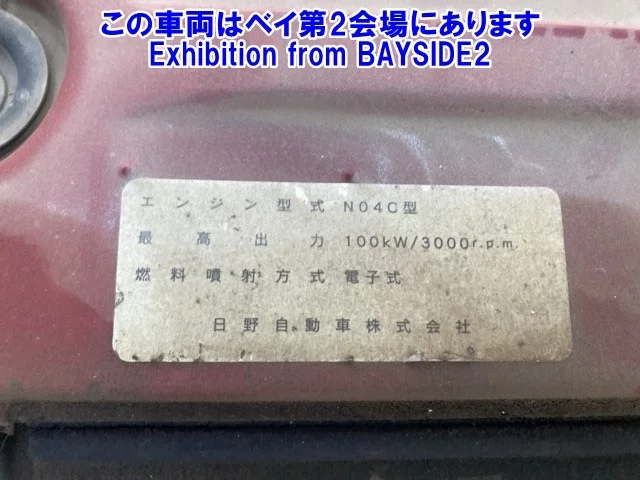 この車両はベイ第2会場にあります
Exhibition from BAYSIDE2
エンジン型式 N04C型
最高出力 100kW/3000r.p.m.
燃料噴射方式 電子式
日野自動車株式会社